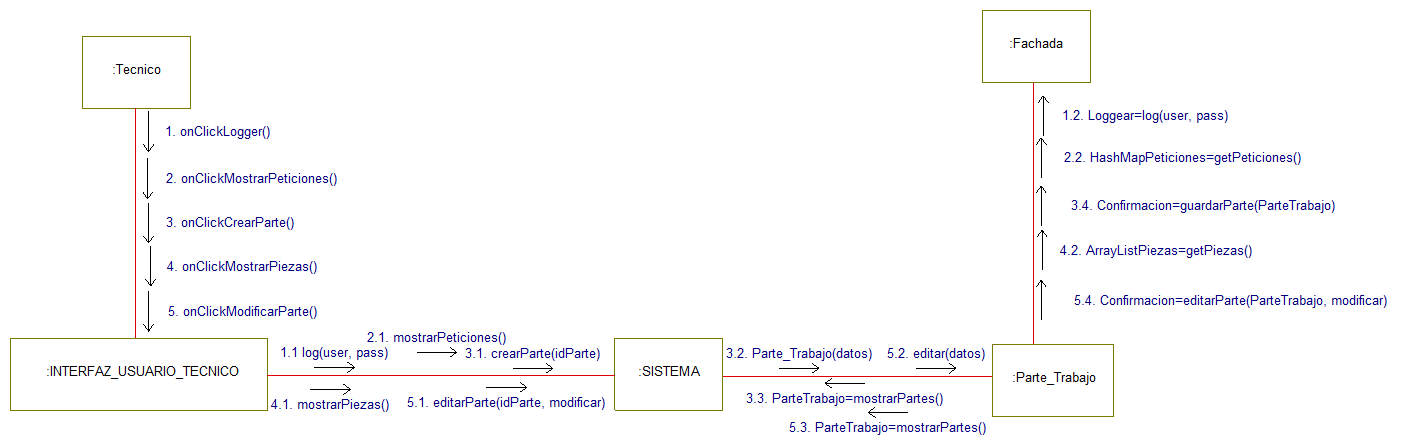 :Fachada
:Tecnico
1.2. Loggear=log(user, pass)
1. onClickLogger()
2.2. HashMapPeticiones=getPeticiones()
2. onClickMostrarPeticiones()
3.4. Confirmacion=guardarParte(ParteTrabajo)
3. onClickCrearParte()
4.2. ArrayListPiezas=getPiezas()
4. onClickMostrarPiezas()
5.4. Confirmacion=editarParte(ParteTrabajo, modificar)
5. onClickModificarParte()
2.1. mostrarPeticiones()
1.1 log(user, pass)
3.1. crearParte(idParte)
3.2. Parte_Trabajo(datos)
5.2. editar(datos)
:INTERFAZ_USUARIO_TECNICO
:SISTEMA
:Parte_Trabajo
4.1. mostrarPiezas()
5.1. editarParte(idParte, modificar)
3.3. ParteTrabajo=mostrarPartes()
5.3. ParteTrabajo=mostrarPartes()